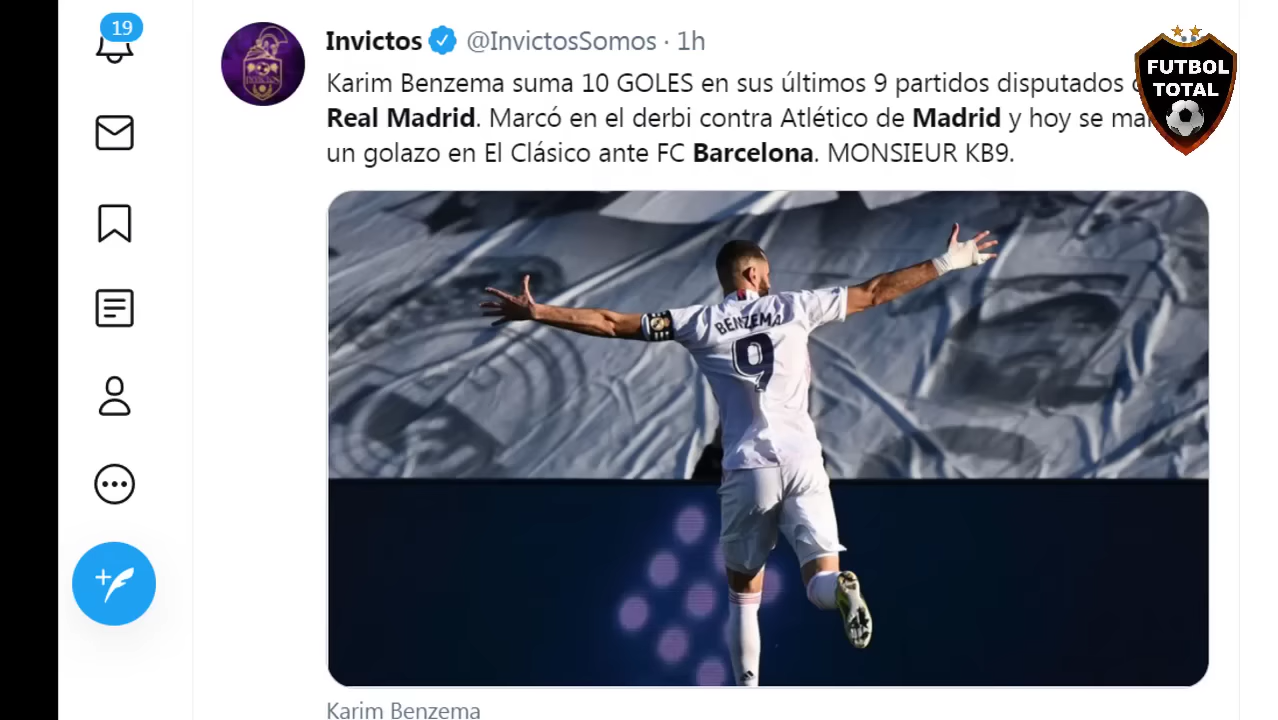 19
Invictos @InvictosSomos · 1h
Karim Benzema suma 10 GOLES en sus últimos 9 partidos disputados
Real Madrid. Marcó en el derbi contra Atlético de Madrid y hoy se
un golazo en El Clásico ante FC Barcelona. MONSIEUR KB9.
FUTBOL
TOTAL
BENZEMA
9
Karim Benzema